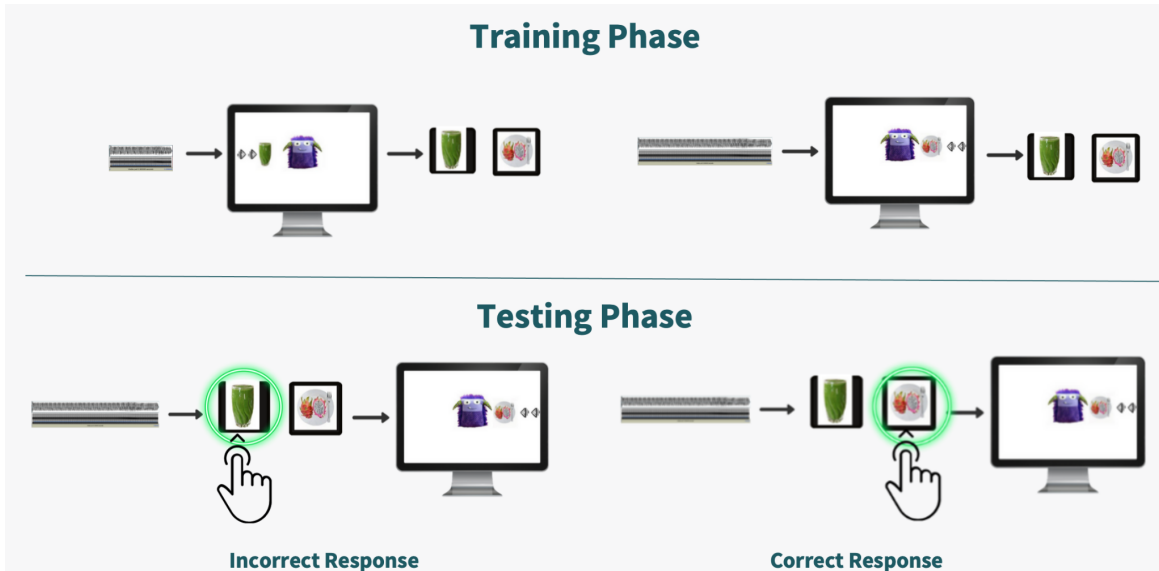 Training Phase
Testing Phase
Incorrect Response
Correct Response